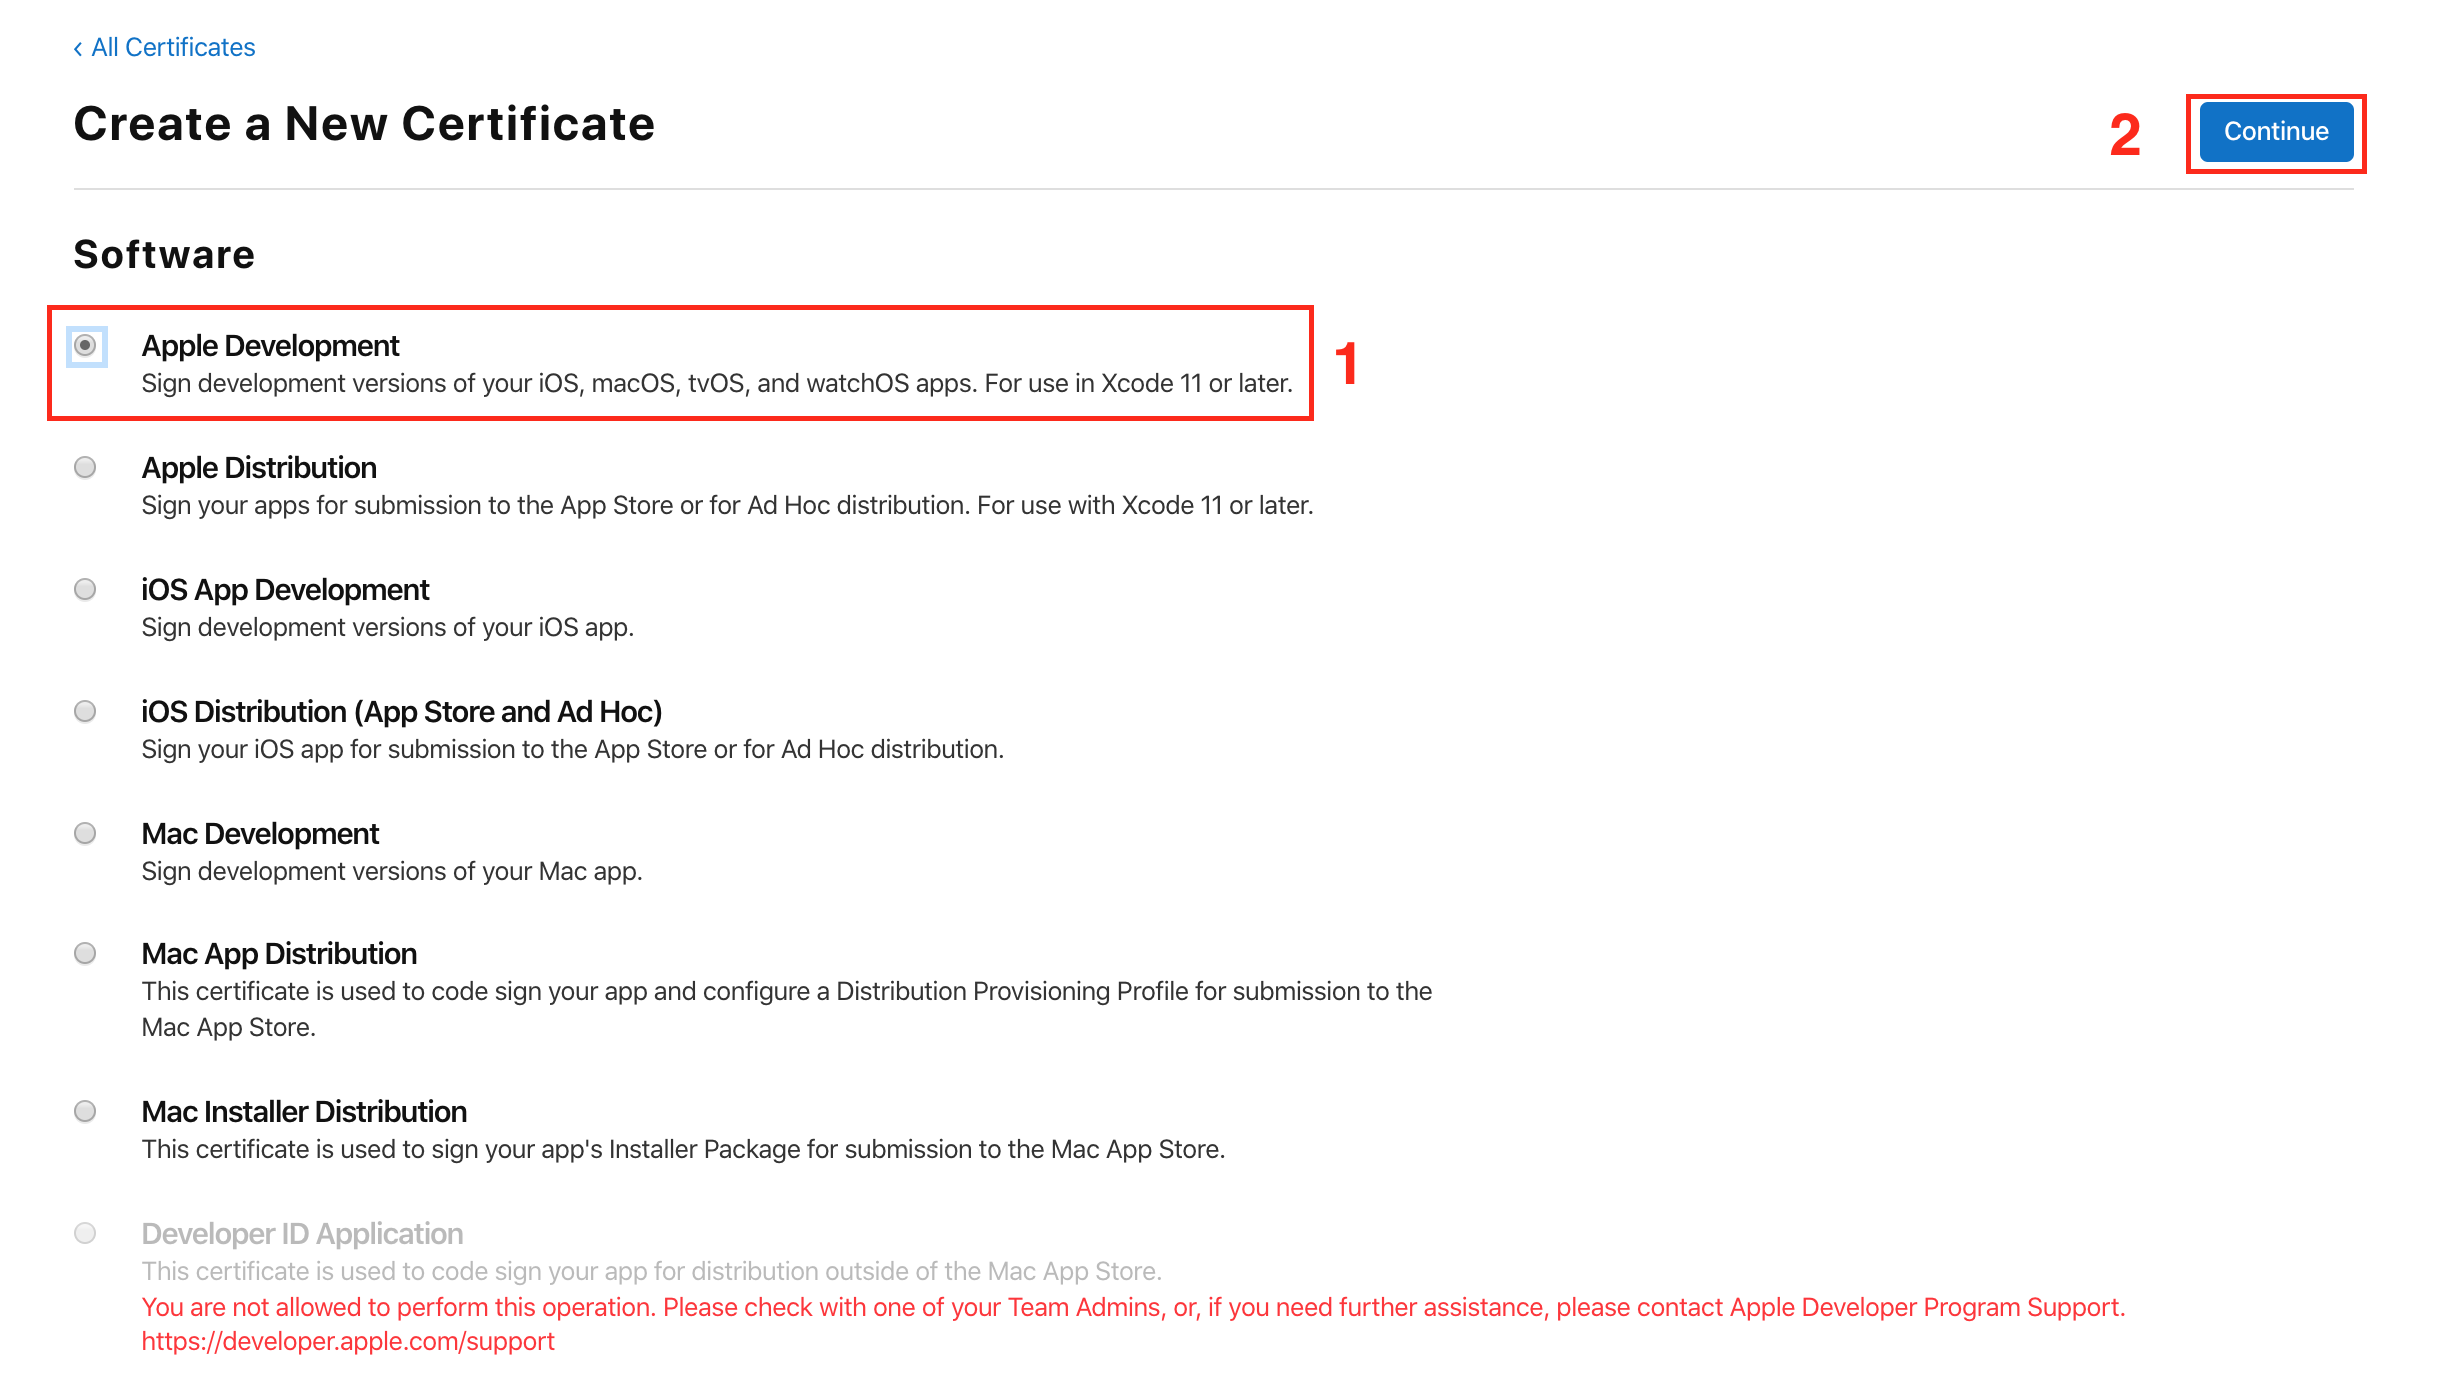 ‹ All Certificates
Create a New Certificate
2
Continue
Software
Apple Development
Sign development versions of your iOS, macOS, tvOS, and watchOS apps. For use in Xcode 11 or later.
1
Apple Distribution
Sign your apps for submission to the App Store or for Ad Hoc distribution. For use with Xcode 11 or later.
iOS App Development
Sign development versions of your iOS app.
iOS Distribution (App Store and Ad Hoc)
Sign your iOS app for submission to the App Store or for Ad Hoc distribution.
Mac Development
Sign development versions of your Mac app.
Mac App Distribution
This certificate is used to code sign your app and configure a Distribution Provisioning Profile for submission to the
Mac App Store.
Mac Installer Distribution
This certificate is used to sign your app's Installer Package for submission to the Mac App Store.
Developer ID Application
This certificate is used to code sign your app for distribution outside of the Mac App Store.
You are not allowed to perform this operation. Please check with one of your Team Admins, or, if you need further assistance, please contact Apple Developer Program Support.
https://developer.apple.com/support